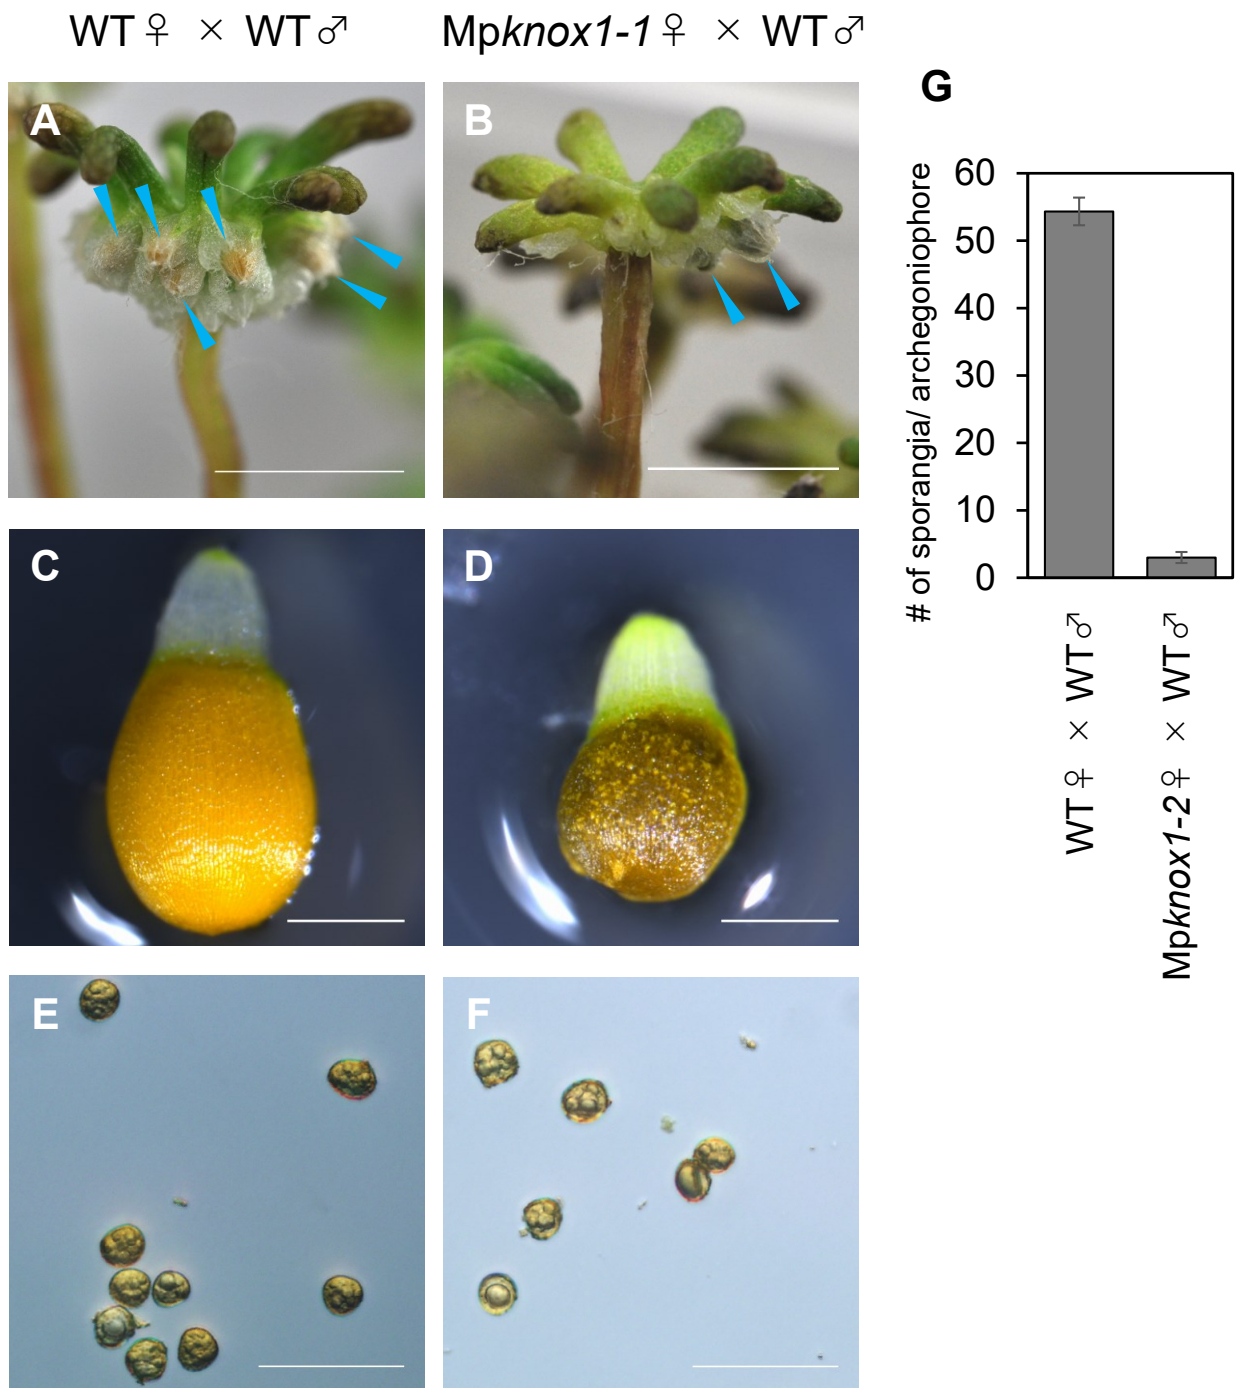 WT♀ × WT♂
Mpknox1-1♀ × WT♂
A
B
C
D
E
F
G
# of sporangia/ archegoniophore
60
50
40
30
20
10
0
WT♀ × WT♂
Mpknox1-2♀ × WT♂